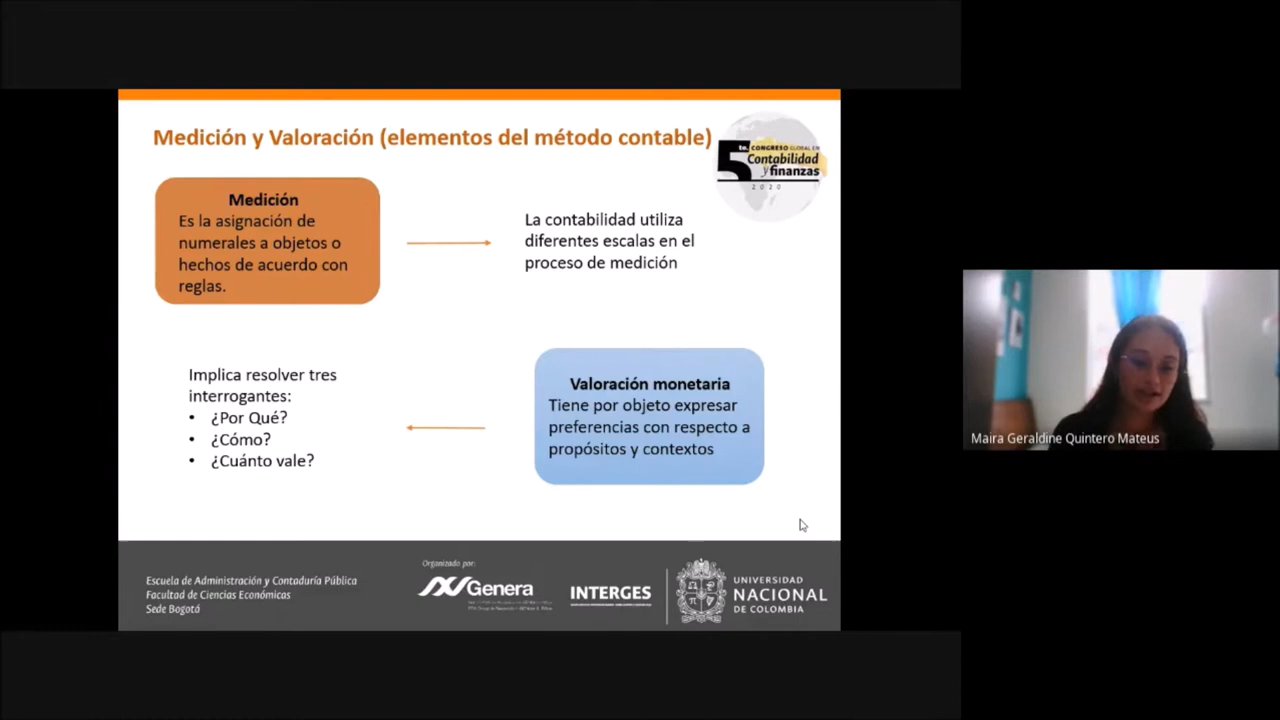 Medición y Valoración (elementos del método contable)
5to. CONGRESO GLOBAL EN
Contabilidad
y finanzas
2020
Medición
Es la asignación de
numerales a objetos o
hechos de acuerdo con
reglas.
La contabilidad utiliza
diferentes escalas en el
proceso de medición
Implica resolver tres
interrogantes:
• ¿Por Qué?
• ¿Cómo?
• ¿Cuánto vale?
Valoración monetaria
Tiene por objeto expresar
preferencias con respecto a
propósitos y contextos
Maira Geraldine Quintero Mateus
Escuela de Administración y Contaduría Pública
Facultad de Ciencias Económicas
Sede Bogotá
Organizado por:
Genera
INTERGES
UNIVERSIDAD
NACIONAL
DE COLOMBIA